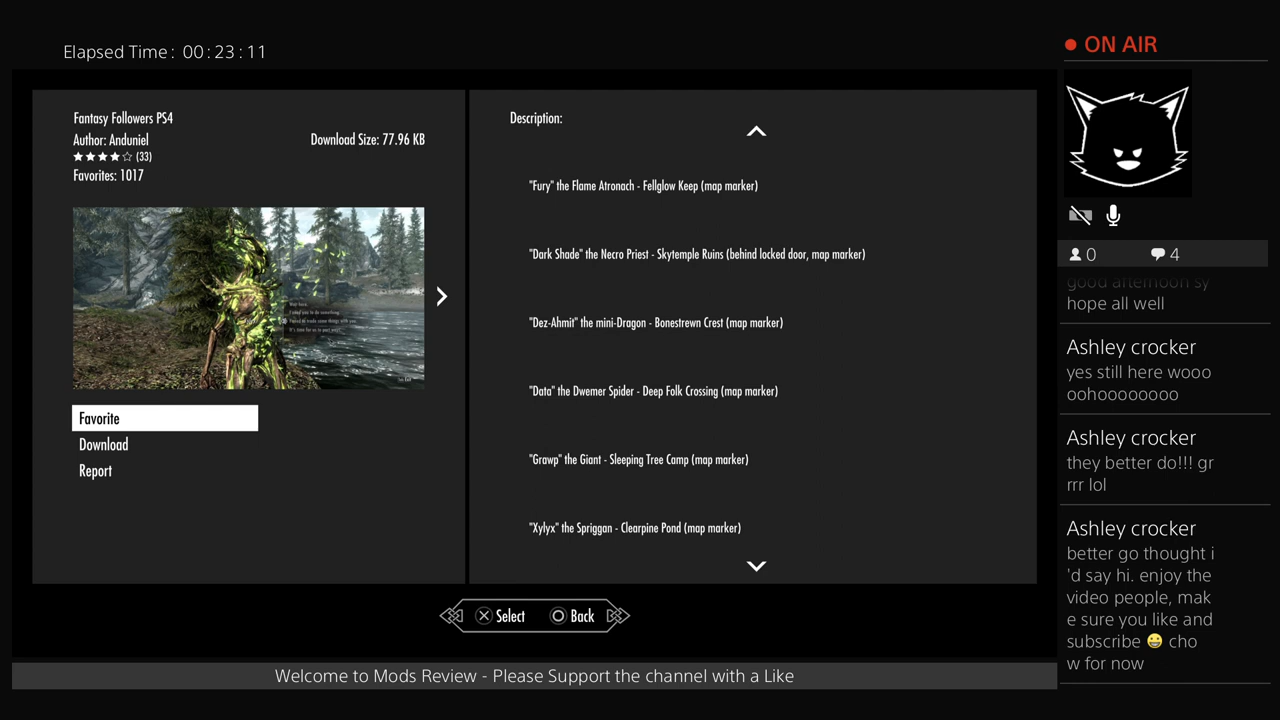 Elapsed Time: 00:23:11
ON AIR
Fantasy Followers PS4
Author: Anduniel
Download Size: 77.96 KB
(33)
Favorites: 1017
Favorite
Download
Report
Description:
"Fury" the Flame Atronach - Fellglow Keep (map marker)
"Dark Shade" the Necro Priest - Skytemple Ruins (behind locked door, map marker)
"Dez-Ahmit" the mini-Dragon - Bonestrewn Crest (map marker)
"Data" the Dwemer Spider - Deep Folk Crossing (map marker)
"Grawp" the Giant - Sleeping Tree Camp (map marker)
"Xylyx" the Spriggan - Clearpine Pond (map marker)
Select
Back
Welcome to Mods Review - Please Support the channel with a Like
0
4
good afternoon sy
hope all well
Ashley crocker
yes still here wooo
oohoooooooo
Ashley crocker
they better do!!! gr
rrr lol
Ashley crocker
better go thought i
'd say hi. enjoy the
video people, mak
e sure you like and
subscribe 😀 cho
w for now